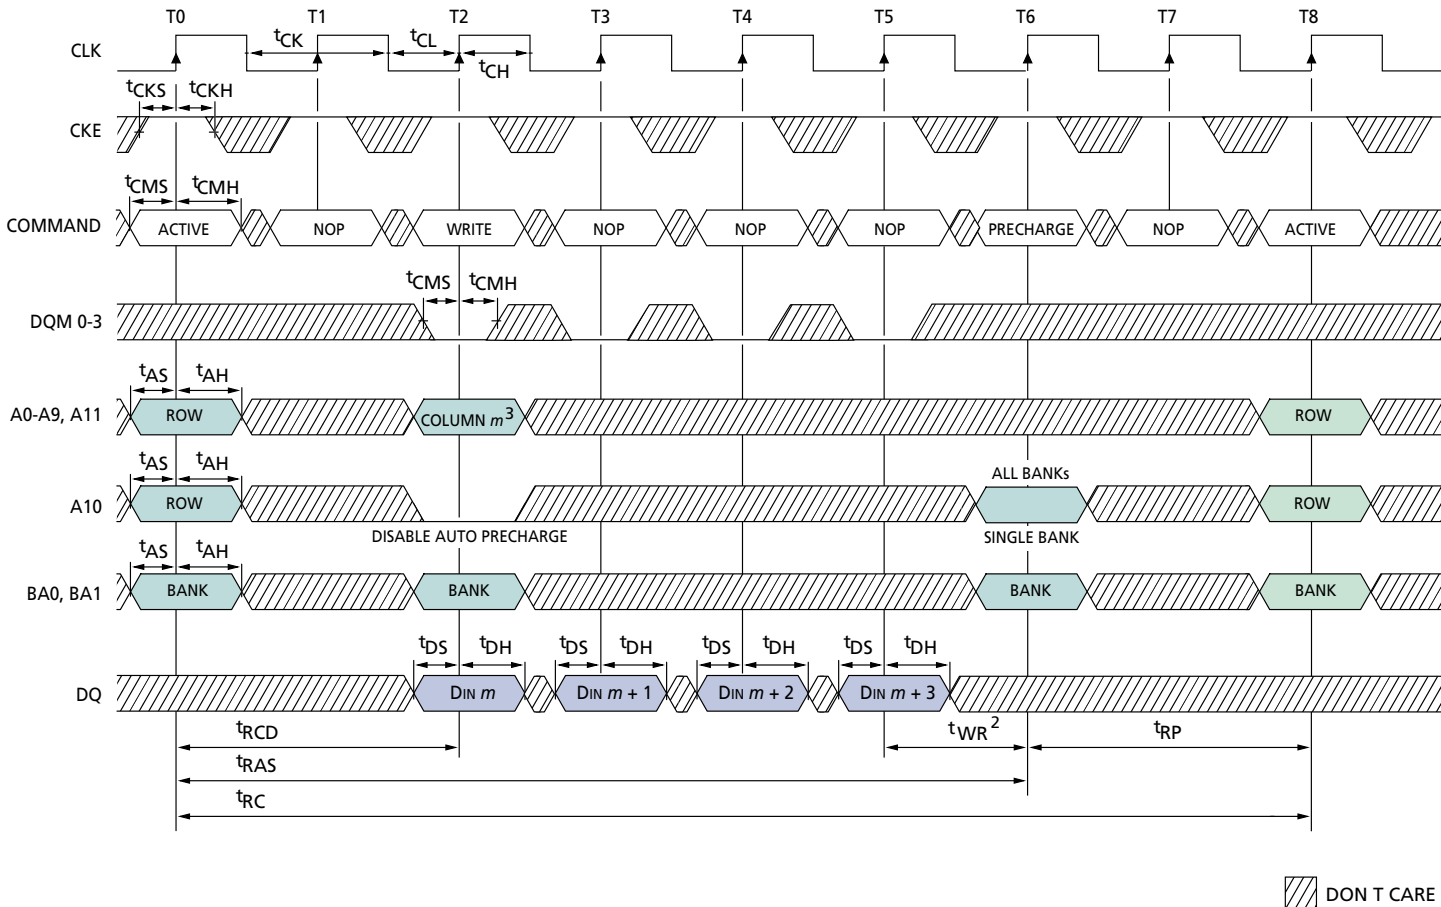 T0 T1 T2 T3 T4 T5 T6 T7 T8
CLK
tCK tCL
tCH
tCKS tCKH
CKE
tCMS tCMH
COMMAND ACTIVE NOP WRITE NOP NOP NOP PRECHARGE NOP ACTIVE
tCMS tCMH
DQM 0-3
tAS tAH
A0-A9, A11 ROW COLUMN m3 ROW
tAS tAH
ALL BANKs
A10 ROW ROW
DISABLE AUTO PRECHARGE SINGLE BANK
tAS tAH
BA0, BA1 BANK BANK BANK BANK
tDS tDH tDS tDH tDS tDH tDS tDH
DQ DIN m DIN m + 1 DIN m + 2 DIN m + 3
tRCD tWR2 tRP
tRAS
tRC
DON T CARE